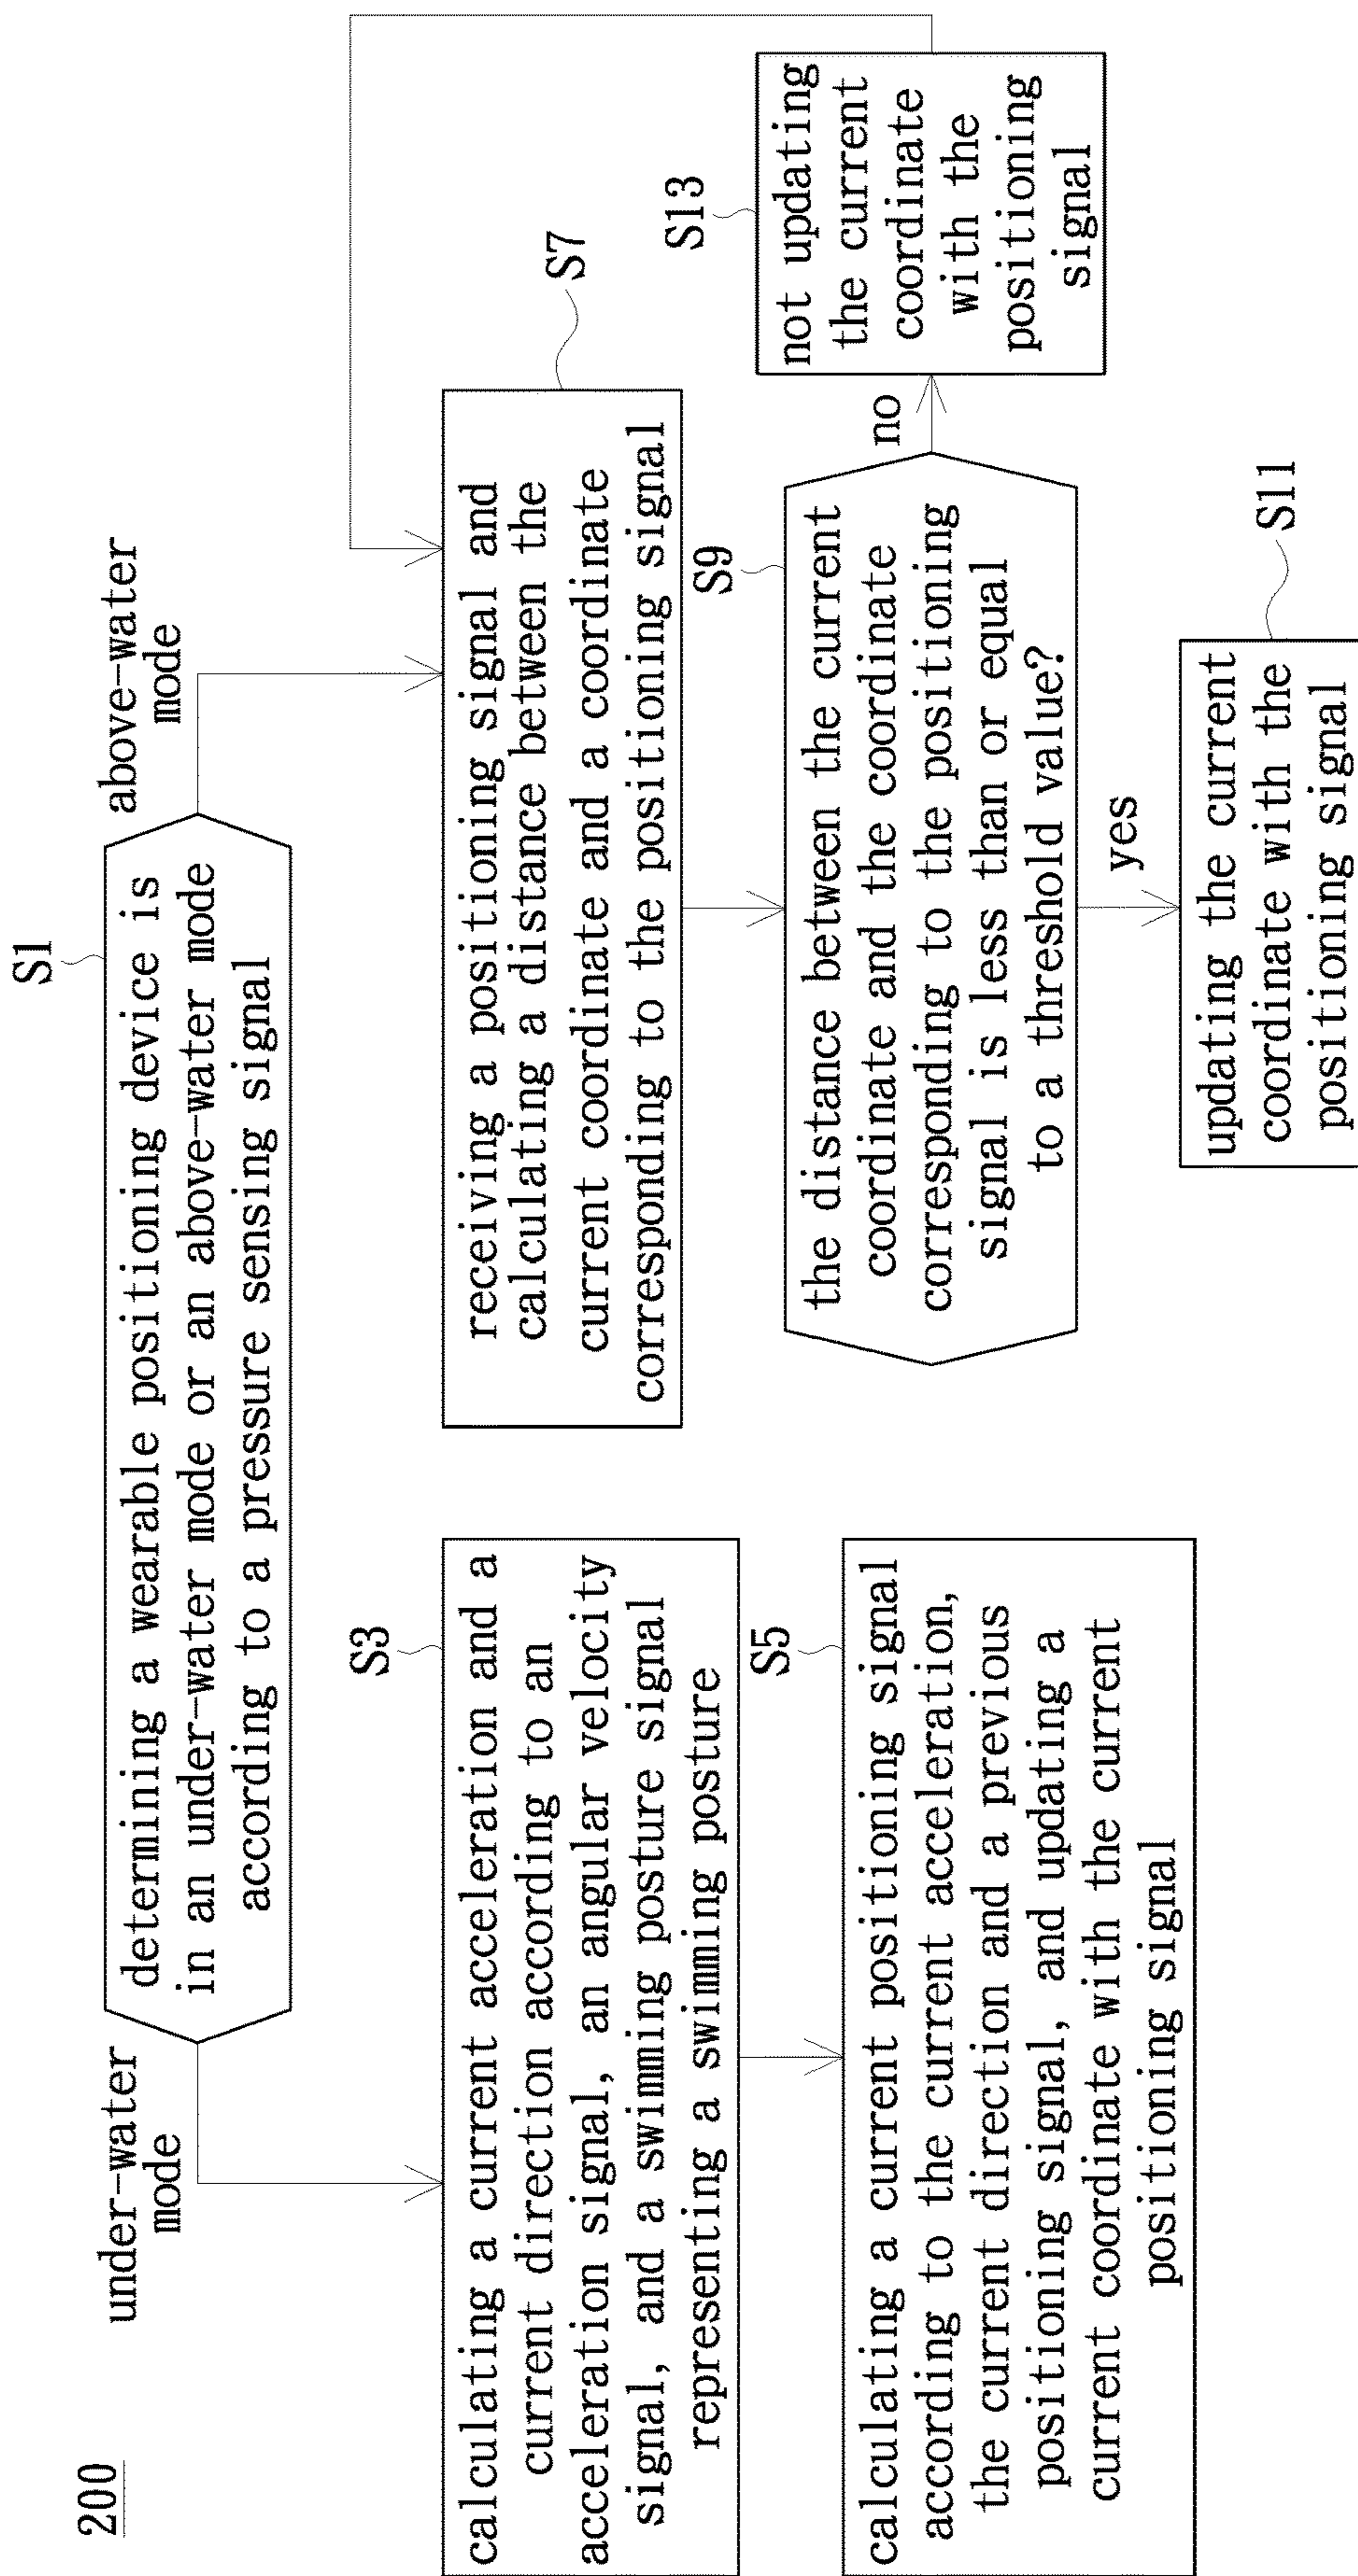 200
S1
determining a wearable positioning device is
in an under-water mode or an above-water mode
according to a pressure sensing signal
under-water
mode
above-water
mode
S3
calculating a current acceleration and a
current direction according to an
acceleration signal, an angular velocity
signal, and a swimming posture signal
representing a swimming posture
S5
calculating a current positioning signal
according to the current acceleration,
the current direction and a previous
positioning signal, and updating a
current coordinate with the current
positioning signal
S7
receiving a positioning signal and
calculating a distance between the
current coordinate and a coordinate
corresponding to the positioning signal
S9
the distance between the current
coordinate and the coordinate
corresponding to the positioning
signal is less than or equal
to a threshold value?
no
S13
not updating
the current
coordinate
with the
positioning
signal
yes
S11
updating the current
coordinate with the
positioning signal